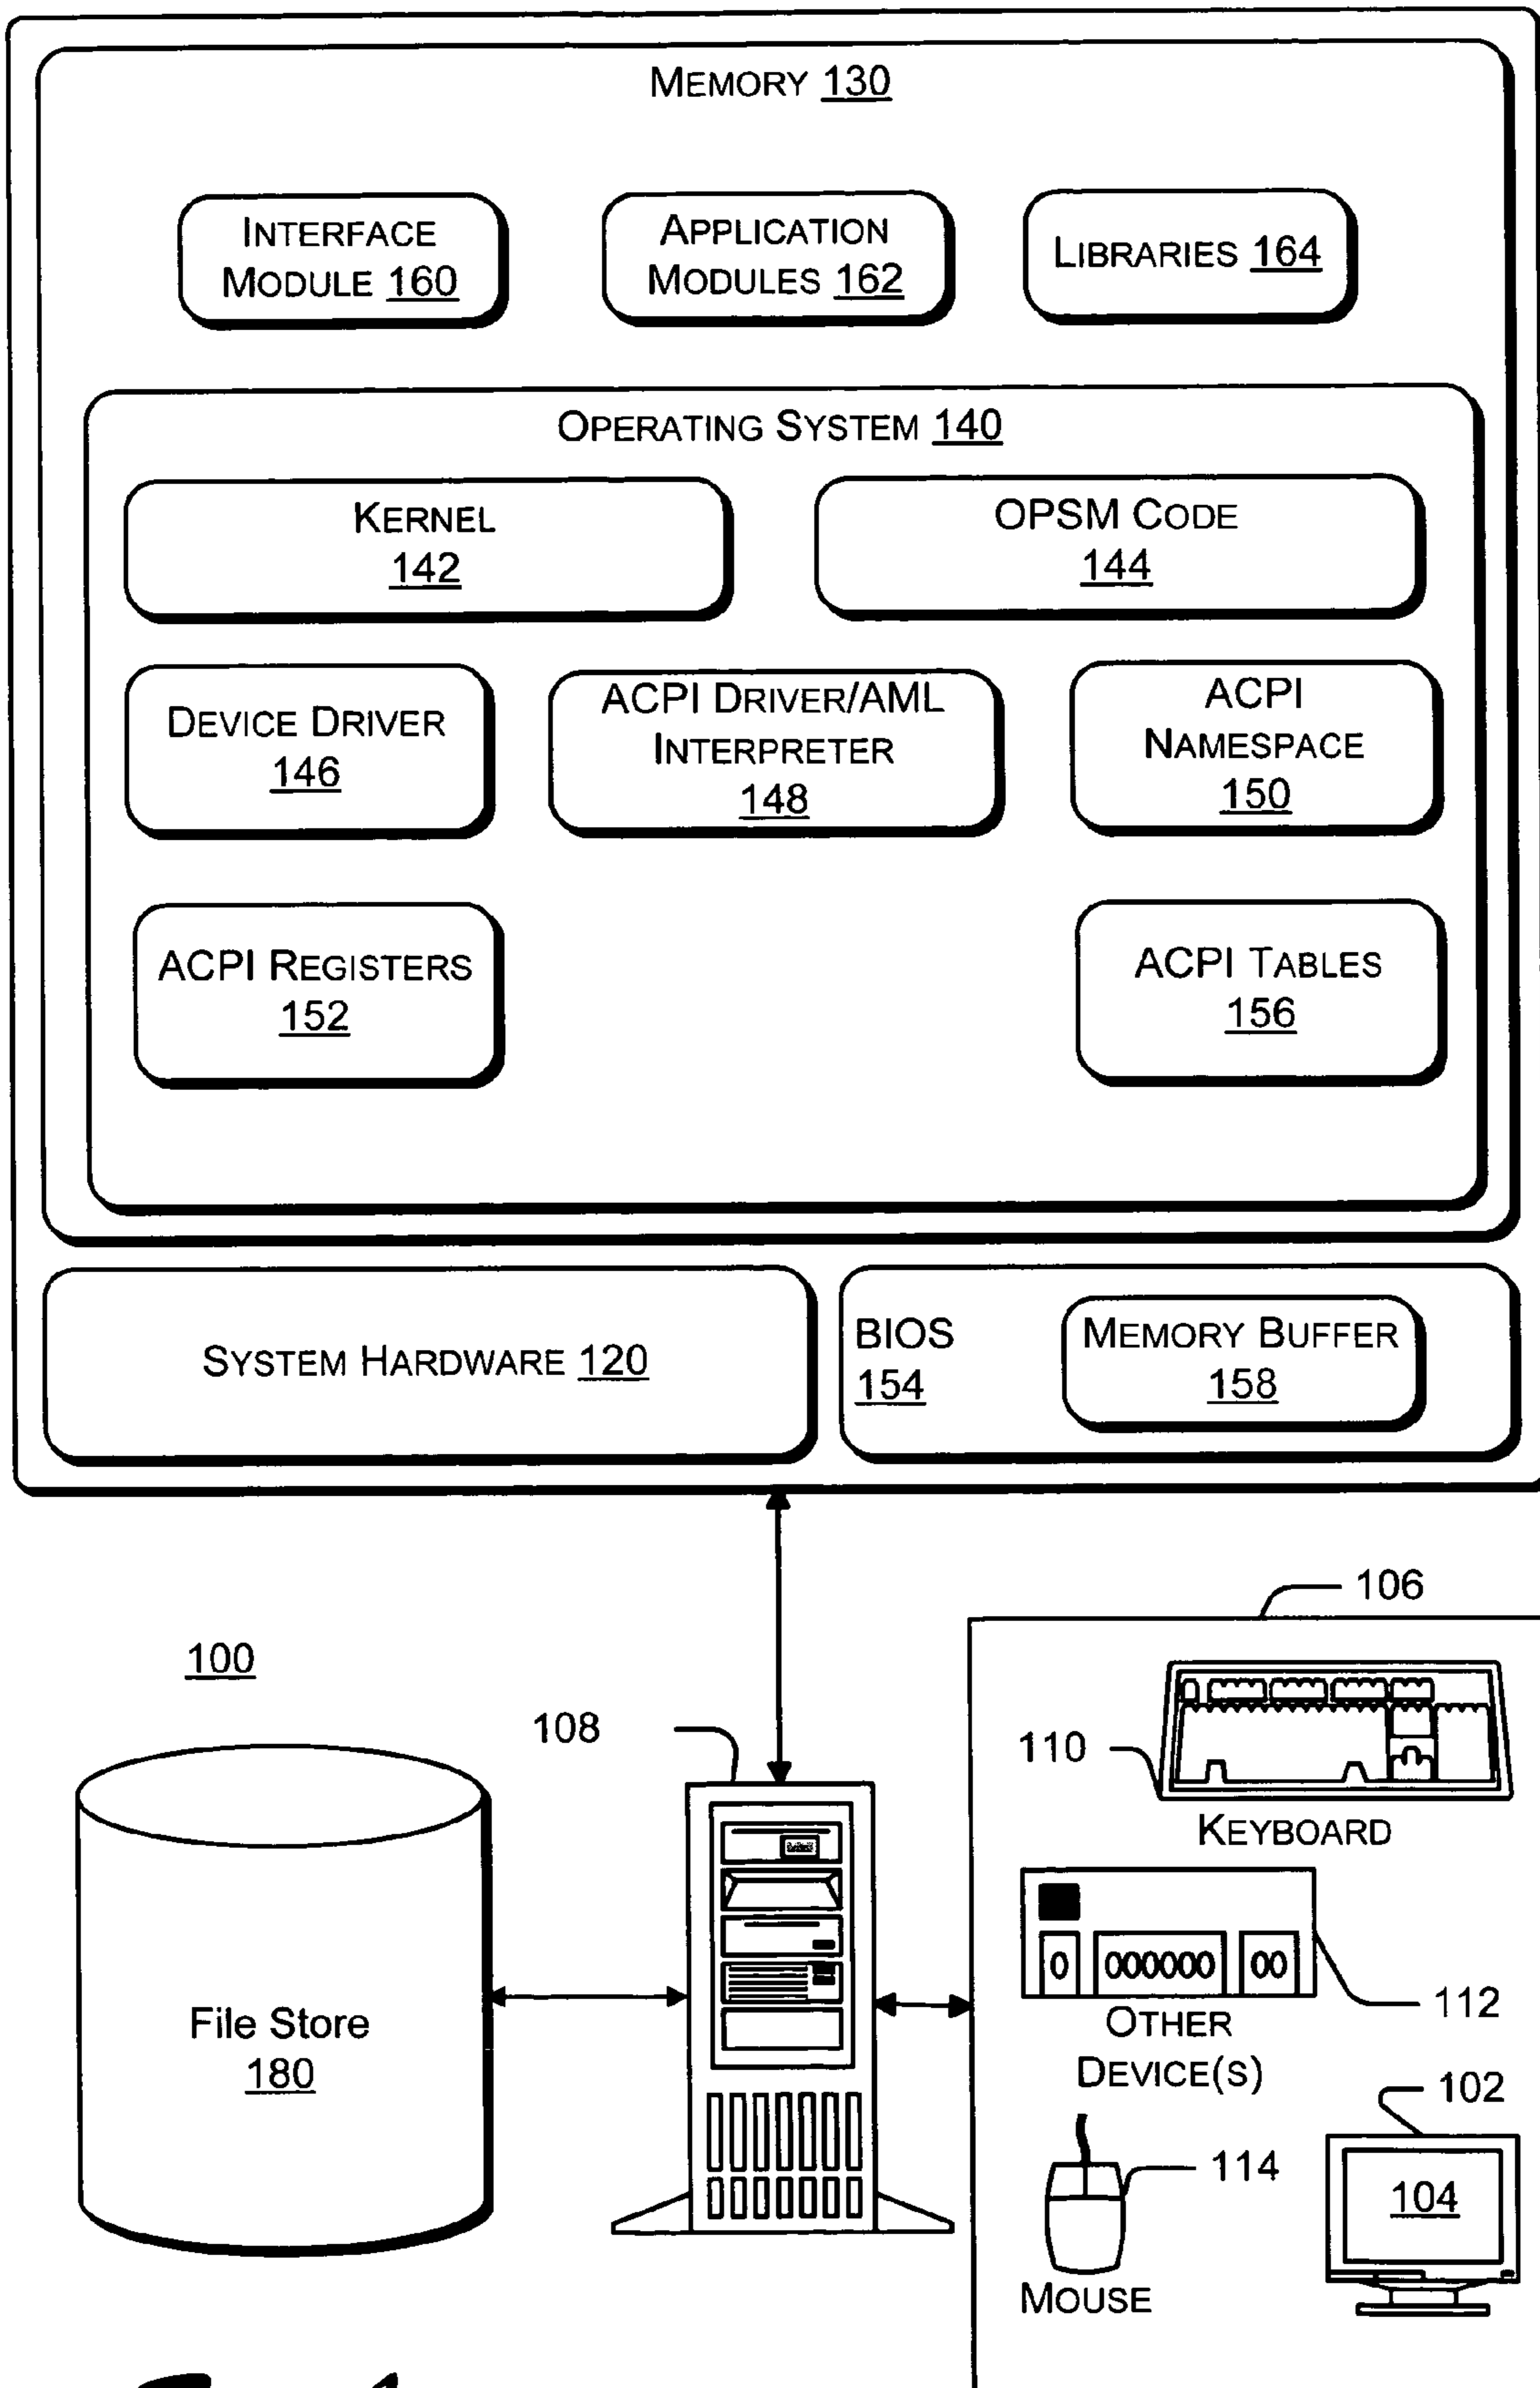 MEMORY 130
INTERFACE
MODULE 160
APPLICATION
MODULES 162
LIBRARIES 164
OPERATING SYSTEM 140
KERNEL
142
OPSM CODE
144
DEVICE DRIVER
146
ACPI DRIVER/AML
INTERPRETER
148
ACPI
NAMESPACE
150
ACPI REGISTERS
152
ACPI TABLES
156
SYSTEM HARDWARE 120
BIOS
154
MEMORY BUFFER
158
106
100
108
110
KEYBOARD
112
OTHER
DEVICE(S)
File Store
180
102
114
104
MOUSE